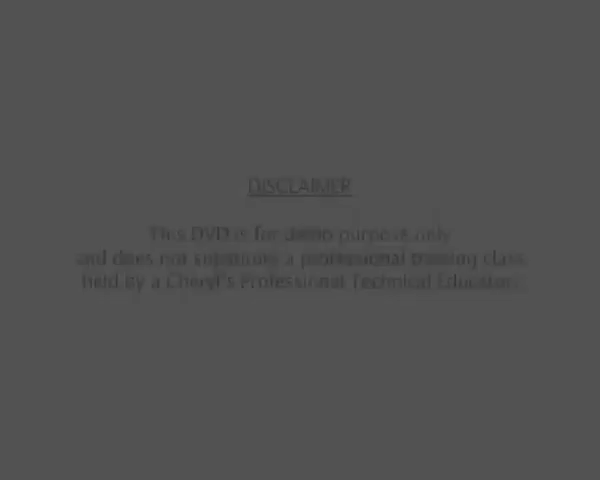 DISCLAIMER
This DVD is for demo purpose only
and does not substitute a professional training class
held by a Cheryl's Professional Technical Educator.